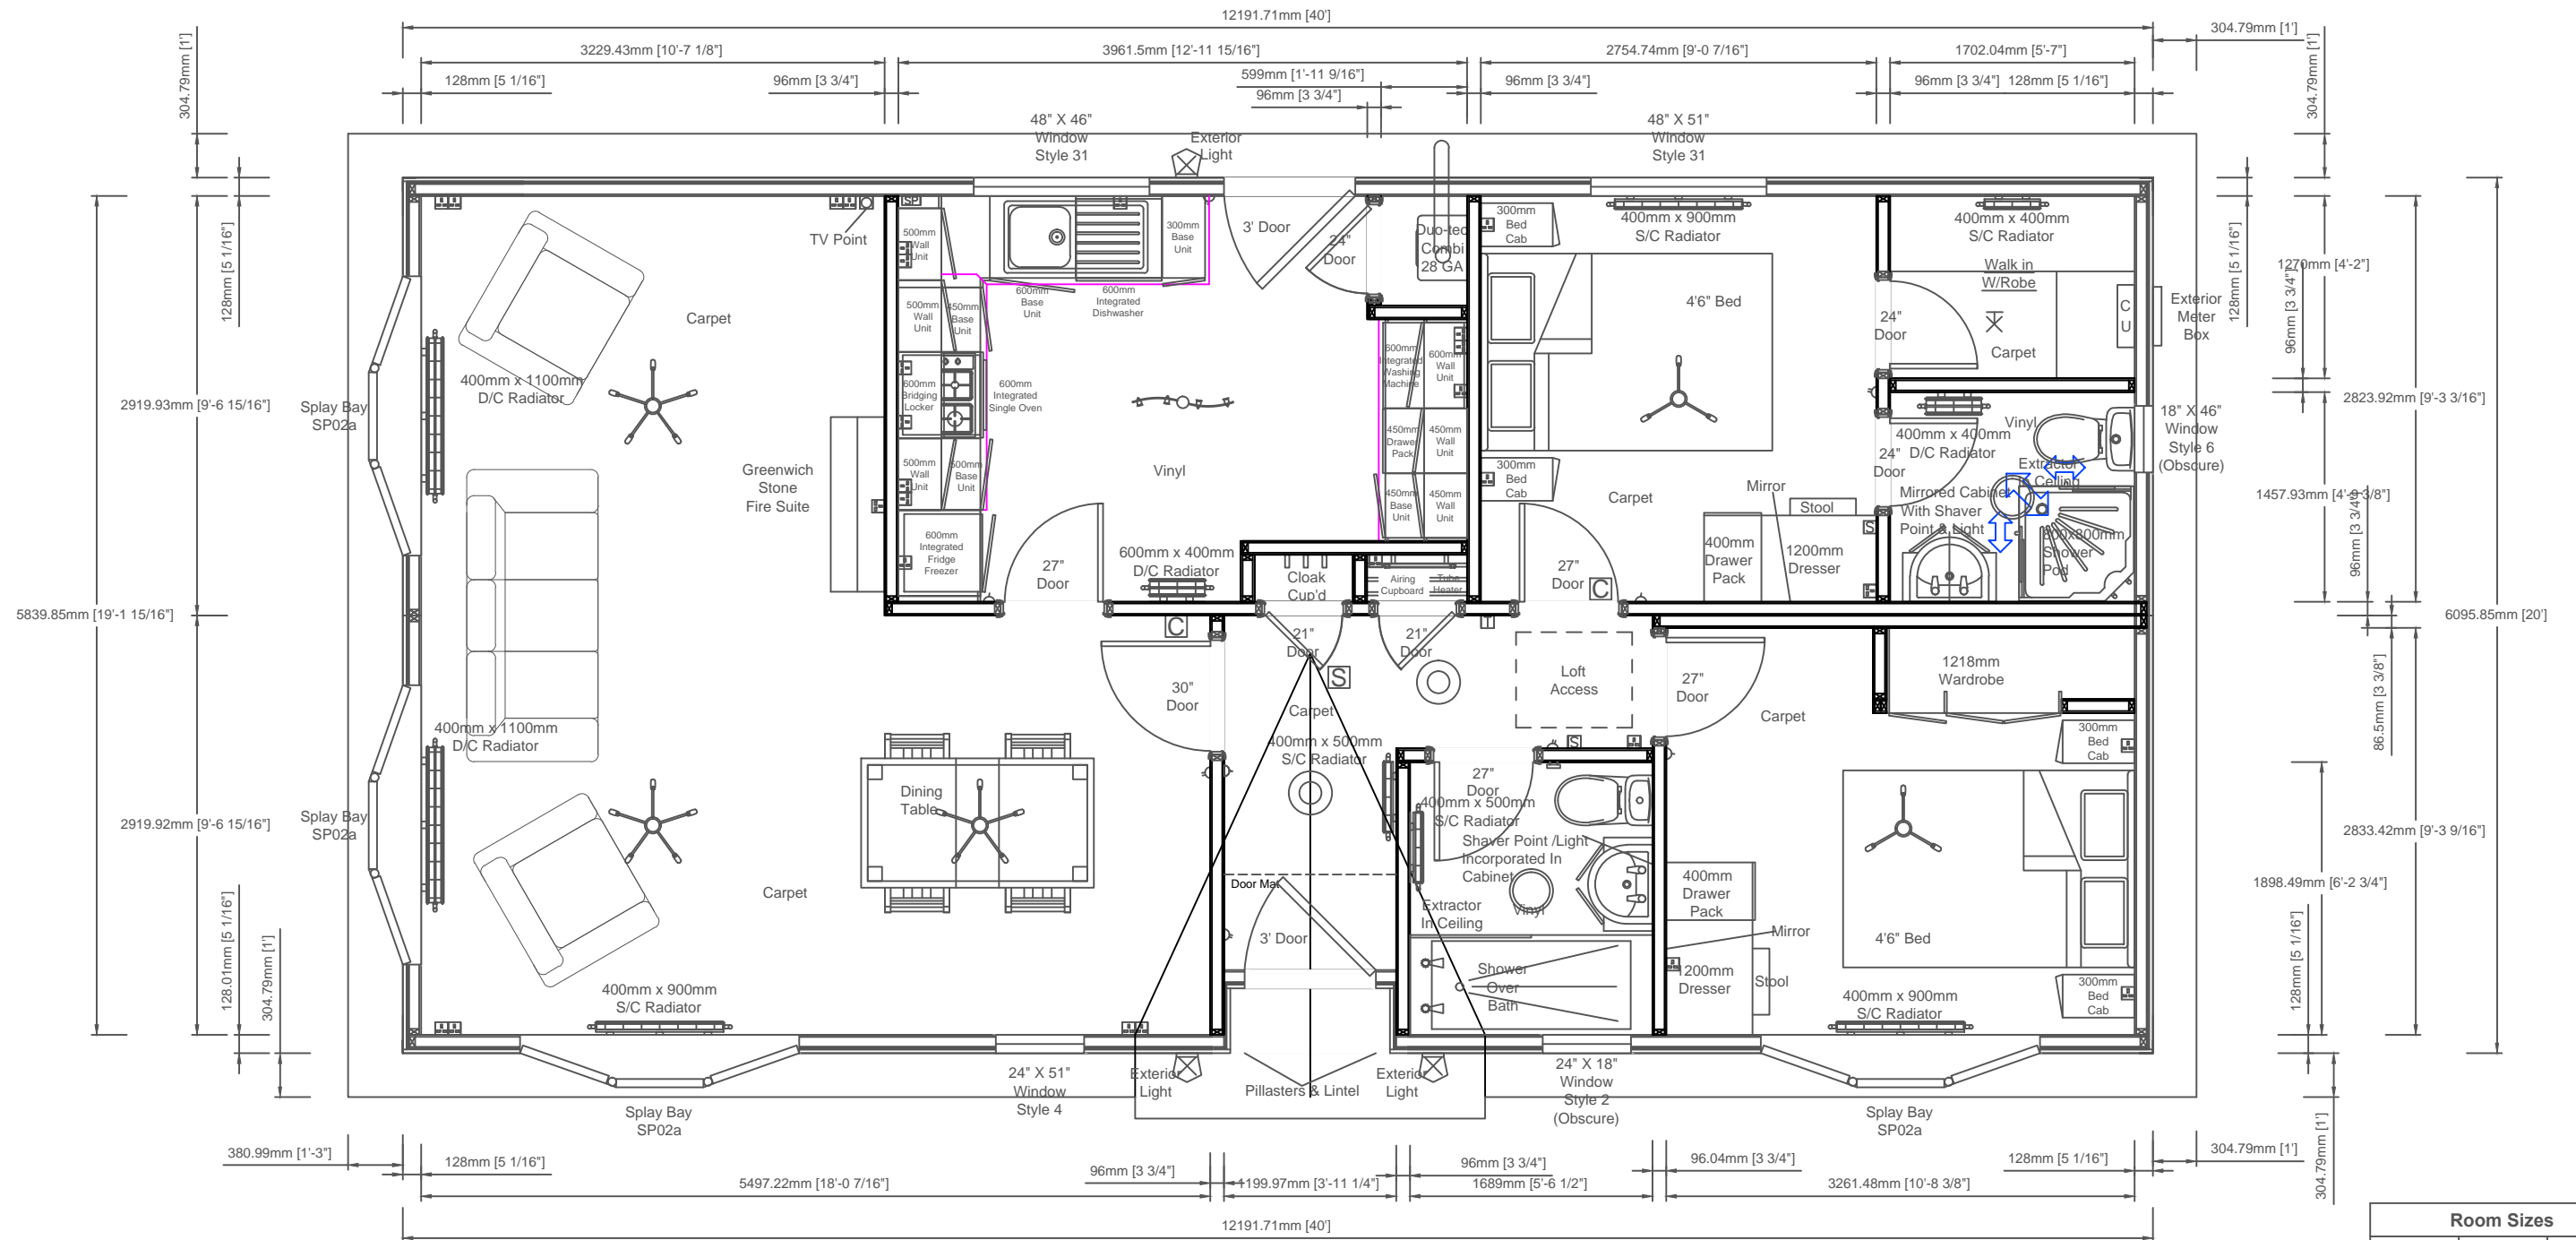 12191.71mm [40']
3229.43mm [10'-7 1/8"]
3961.5mm [12'-11 15/16"]
2754.74mm [9'-0 7/16"]
1702.04mm [5'-7"]
304.79mm [1']
304.79mm [1']
128mm [5 1/16"]
96mm [3 3/4"]
599mm [1'-11 9/16"]
96mm [3 3/4"]
96mm [3 3/4"]
96mm [3 3/4"]
128mm [5 1/16"]
304.79mm [1']
48" X 46"
Window
Style 31
Exterior
Light
48" X 51"
Window
Style 31
128mm [5 1/16"]
TV Point
SP
500mm
Wall
Unit
300mm
Base
Unit
3' Door
24"
Door
Duo-tec
Combi
28 GA
300mm
Bed
Cab
400mm x 900mm
S/C Radiator
400mm x 400mm
S/C Radiator
Walk in
W/Robe
C
U
Exterior
Meter
Box
128mm [5 1/16"]
1270mm [4'-2"]
96mm [3 3/4"]
Carpet
500mm
Wall
Unit
450mm
Base
Unit
600mm
Base
Unit
600mm
Integrated
Dishwasher
4'6" Bed
24"
Door
Carpet
400mm x 1100mm
D/C Radiator
600mm
Bridging
Locker
600mm
Integrated
Single Oven
600mm
Integrated
Washing
Machine
600mm
Wall
Unit
2919.93mm [9'-6 15/16"]
Splay Bay
SP02a
2823.92mm [9'-3 3/16"]
18" X 46"
Window
Style 6
(Obscure)
Vinyl
400mm x 400mm
D/C Radiator
24"
Door
Extractor
In Ceiling
Mirrored Cabinet
With Shaver
Point & Light
800x800mm
Shower
Pod
1457.93mm [4'-9 3/8"]
96mm [3 3/4"]
Greenwich
Stone
Fire Suite
500mm
Wall
Unit
500mm
Base
Unit
Vinyl
450mm
Drawer
Pack
450mm
Wall
Unit
450mm
Base
Unit
450mm
Wall
Unit
300mm
Bed
Cab
Carpet
Mirror
Stool
S
400mm
Drawer
Pack
1200mm
Dresser
600mm
Integrated
Fridge
Freezer
27"
Door
600mm x 400mm
D/C Radiator
Cloak
Cup'd
Airing
Cupboard
Tube
Heater
27"
Door
C
5839.85mm [19'-1 15/16"]
6095.85mm [20']
C
21"
Door
21"
Door
T
S
Loft
Access
27"
Door
1218mm
Wardrobe
86.5mm [3 3/8"]
30"
Door
Carpet
Carpet
400mm x 1100mm
D/C Radiator
400mm x 500mm
S/C Radiator
S
300mm
Bed
Cab
27"
Door
400mm x 500mm
S/C Radiator
Dining
Table
2919.92mm [9'-6 15/16"]
Splay Bay
SP02a
Shaver Point /Light
Incorporated In
Cabinet
2833.42mm [9'-3 9/16"]
1898.49mm [6'-2 3/4"]
Carpet
Door Mat
Extractor
In Ceiling
Vinyl
400mm
Drawer
Pack
Mirror
4'6" Bed
3' Door
Shower
Over
Bath
1200mm
Dresser
Stool
300mm
Bed
Cab
128.01mm [5 1/16"]
304.79mm [1']
400mm x 900mm
S/C Radiator
400mm x 900mm
S/C Radiator
128mm [5 1/16"]
Splay Bay
SP02a
24" X 51"
Window
Style 4
Exterior
Light
Pillasters & Lintel
Exterior
Light
24" X 18"
Window
Style 2
(Obscure)
Splay Bay
SP02a
304.79mm [1']
380.99mm [1'-3"]
128mm [5 1/16"]
96mm [3 3/4"]
96mm [3 3/4"]
96.04mm [3 3/4"]
128mm [5 1/16"]
304.79mm [1']
5497.22mm [18'-0 7/16"]
1199.97mm [3'-11 1/4"]
1689mm [5'-6 1/2"]
3261.48mm [10'-8 3/8"]
12191.71mm [40']
Room Sizes